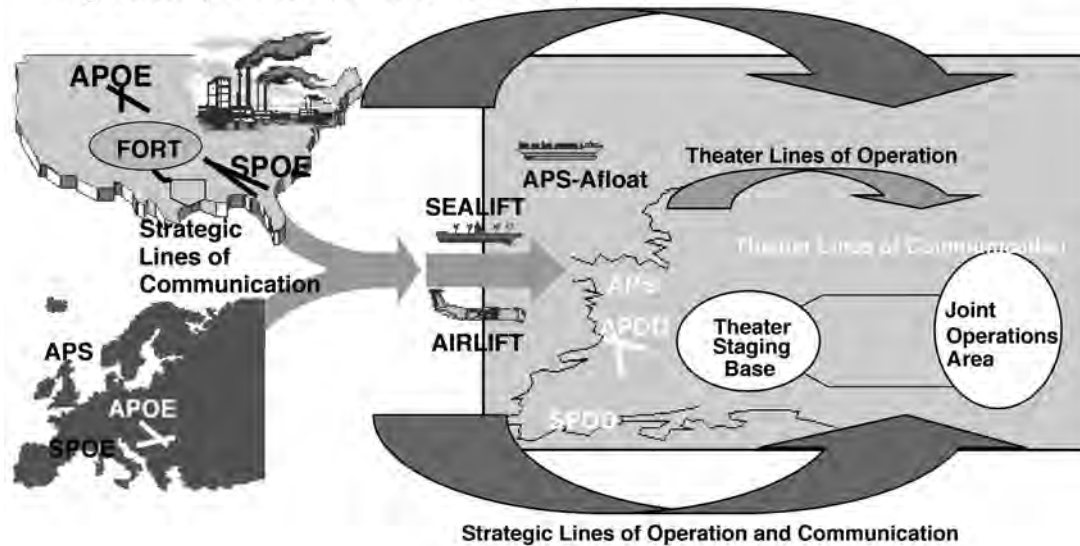 APOE
FORT
SPOE
Strategic
Lines of
Communication
APS
APOE
SPOE
SEALIFT
AIRLIFT
APS-Afloat
Theater Lines of Operation
Theater Lines of Communication
APS
APOD
SPOD
Theater
Staging
Base
Joint
Operations
Area
Strategic Lines of Operation and Communication